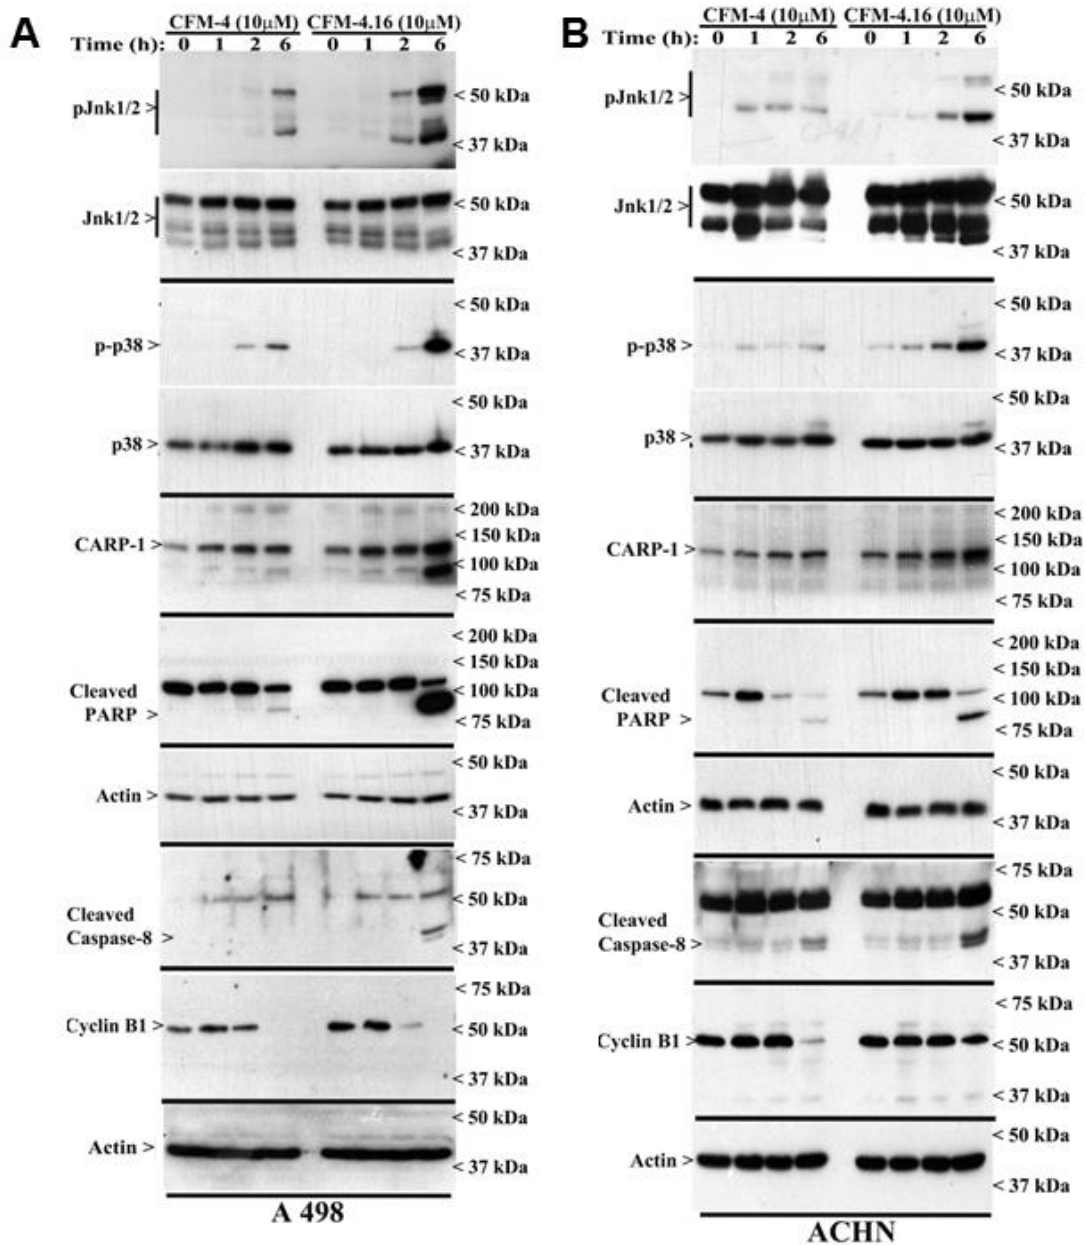 A
CFM-4 (10µM) CFM-4.16 (10µM)
Time (h): 0 1 2 6 0 1 2 6
pJnk1/2 >
< 50 kDa
< 37 kDa
Jnk1/2 >
< 50 kDa
< 37 kDa
< 50 kDa
p-p38 >
< 37 kDa
< 50 kDa
p38 >
< 37 kDa
< 200 kDa
< 150 kDa
CARP-1 >
< 100 kDa
< 75 kDa
< 200 kDa
< 150 kDa
Cleaved
< 100 kDa
PARP >
< 75 kDa
< 50 kDa
Actin >
< 37 kDa
< 75 kDa
< 50 kDa
Cleaved
Caspase-8 >
< 37 kDa
< 75 kDa
Cyclin B1 >
< 50 kDa
< 37 kDa
< 50 kDa
Actin >
< 37 kDa
A 498
B
CFM-4 (10µM) CFM-4.16 (10µM)
Time (h): 0 1 2 6 0 1 2 6
pJnk1/2 >
< 50 kDa
< 37 kDa
Jnk1/2 >
< 50 kDa
< 37 kDa
< 50 kDa
p-p38 >
< 37 kDa
< 50 kDa
p38 >
< 37 kDa
< 200 kDa
< 150 kDa
CARP-1 >
< 100 kDa
< 75 kDa
< 200 kDa
< 150 kDa
Cleaved
< 100 kDa
PARP >
< 75 kDa
< 50 kDa
Actin >
< 37 kDa
< 75 kDa
< 50 kDa
Cleaved
Caspase-8 >
< 37 kDa
< 75 kDa
Cyclin B1 >
< 50 kDa
< 37 kDa
< 50 kDa
Actin >
< 37 kDa
ACHN